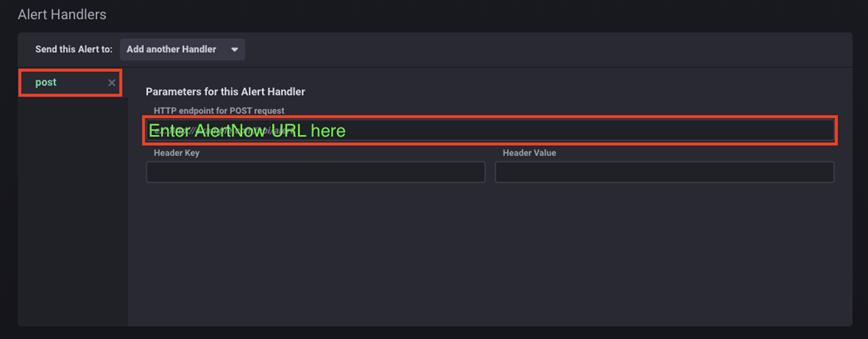 Alert Handlers
Send this Alert to: Add another Handler
post
Parameters for this Alert Handler
HTTP endpoint for POST request
Enter AlertNow URL here
Header Key Header Value